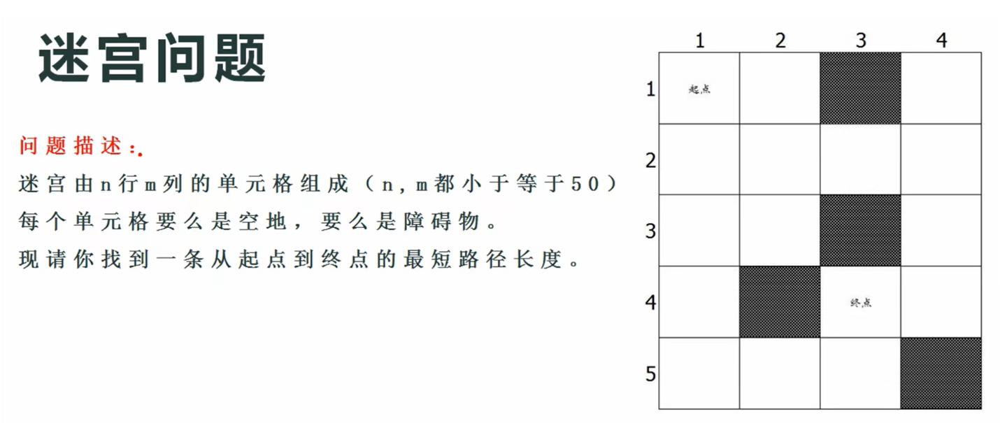 迷宫问题
问题描述：
迷宫由n行m列的单元格组成（n,m都小于等于50）
每个单元格要么是空地，要么是障碍物。
现请你找到一条从起点到终点的最短路径长度。
1 2 3 4
1 起点
2
3
4 终点
5